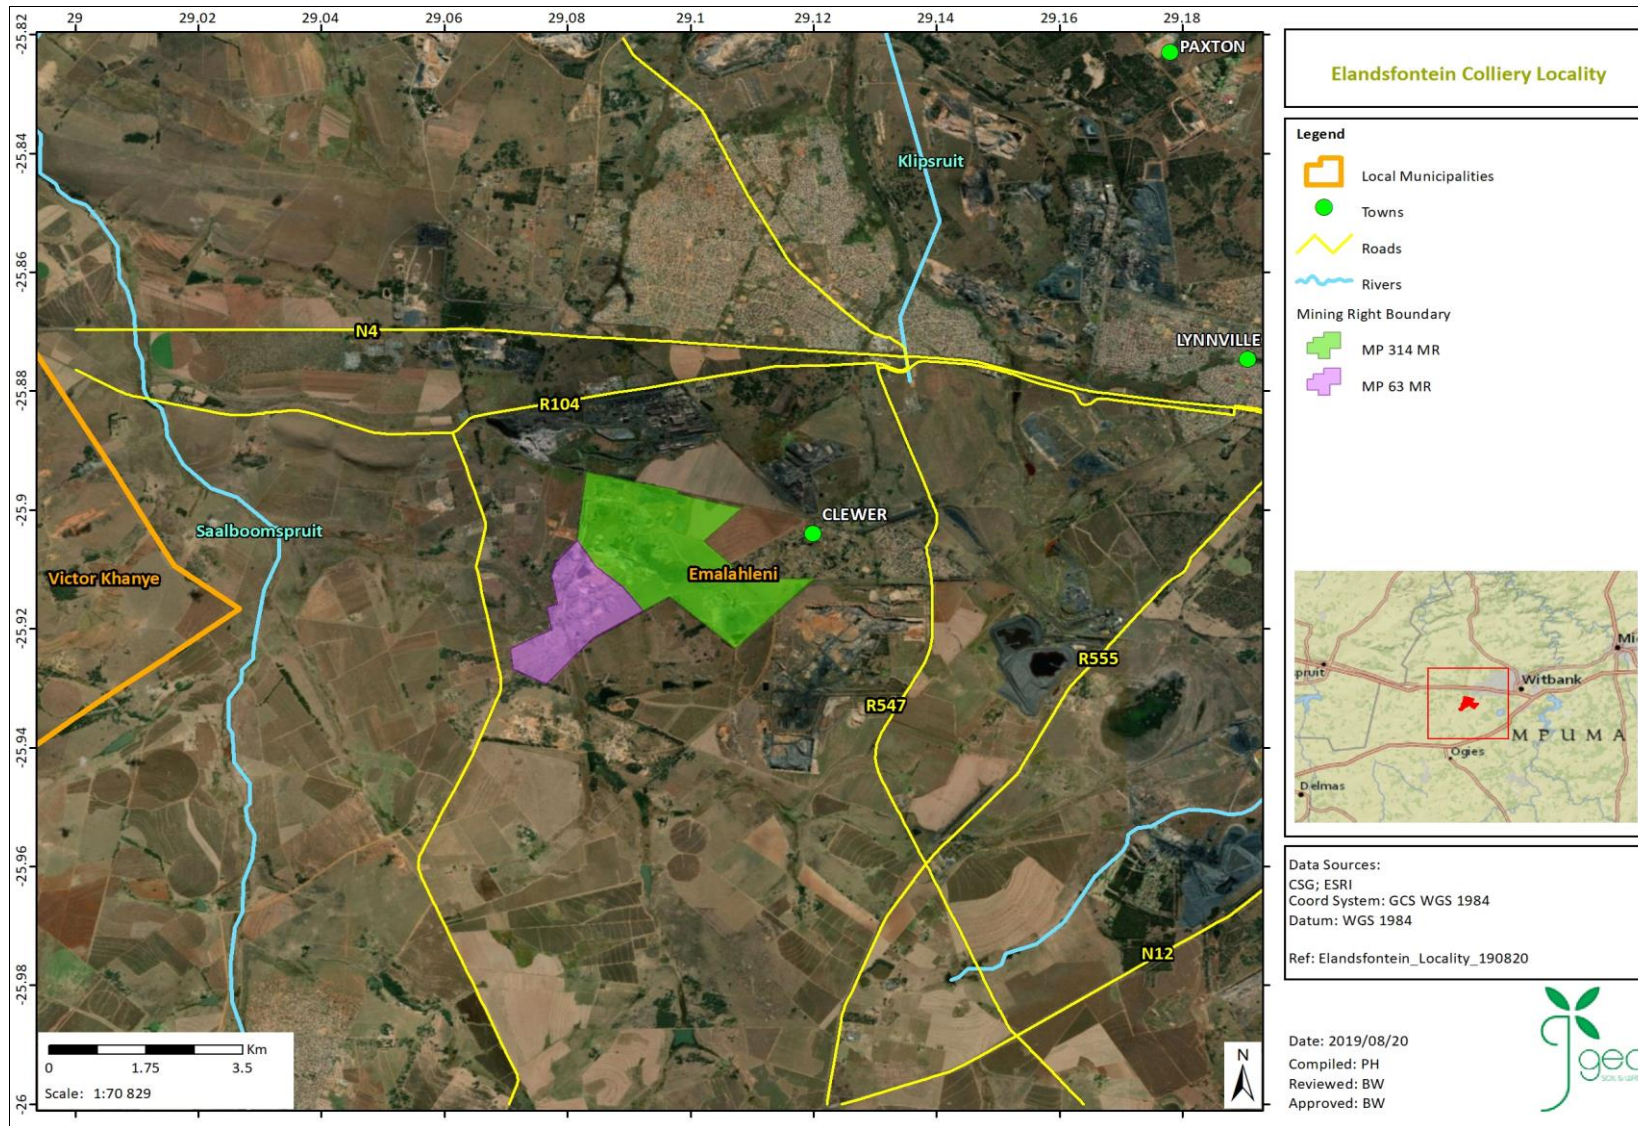 29 29.02 29.04 29.06 29.08 29.1 29.12 29.14 29.16 29.18
-25.82
-25.84
-25.86
-25.88
-25.9
-25.92
-25.94
-25.96
-25.98
-26
PAXTON
Klipsruit
N4
LYNNVILLE
R104
CLEWER
Saalboomspruit
Emalahleni
Victor Khanye
R555
R547
N12
Km
0 1.75 3.5
Scale: 1:70 829
N
Elandsfontein Colliery Locality
Legend
Local Municipalities
Towns
Roads
Rivers
Mining Right Boundary
MP 314 MR
MP 63 MR
Mi
pruit
Witbank
MPUMA
Ogies
Delmas
Data Sources:
CSG; ESRI
Coord System: GCS WGS 1984
Datum: WGS 1984
Ref: Elandsfontein_Locality_190820
Date: 2019/08/20
Compiled: PH
Reviewed: BW
Approved: BW